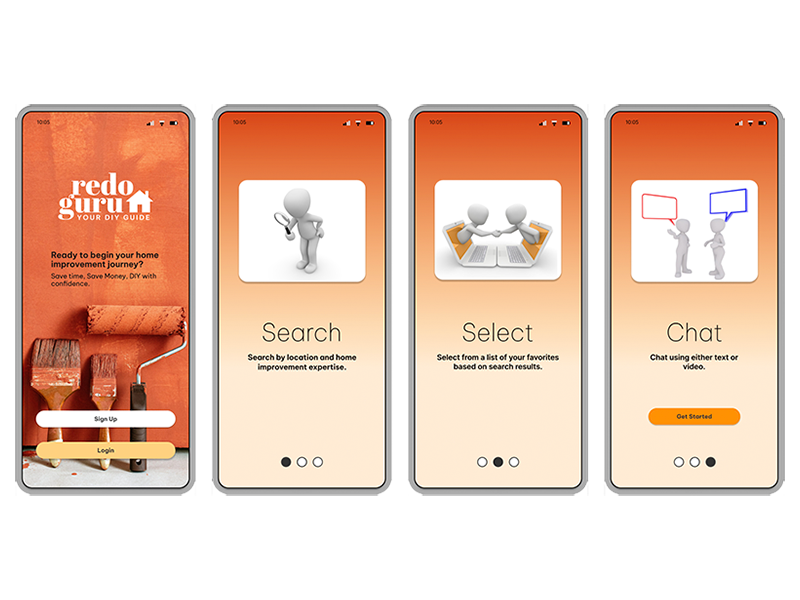 10:05
redo
guru
YOUR DIY GUIDE
Ready to begin your home
improvement journey?
Save time, Save Money, DIY with
confidence.
Sign Up
Login
10:05
Search
Search by location and home
improvement expertise.
10:05
Select
Select from a list of your favorites
based on search results.
10:05
Chat
Chat using either text or
video.
Get Started